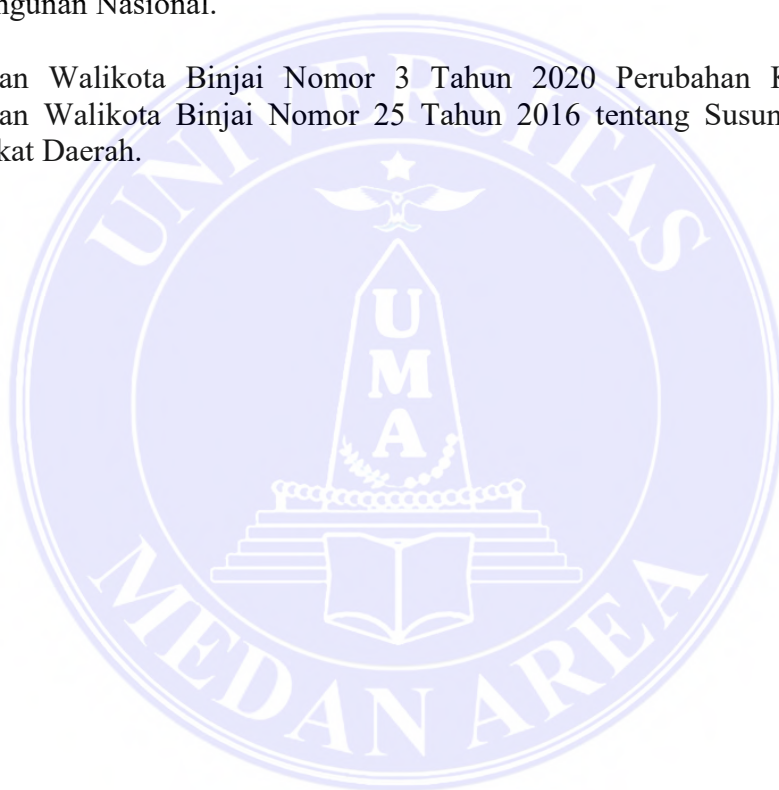 ngunan Nasional.
an Walikota Binjai Nomor 3 Tahun 2020 Perubahan K
an Walikota Binjai Nomor 25 Tahun 2016 tentang Susun
kat Daerah.
UNIVERSITAS
U
M
A
MEDAN AREA